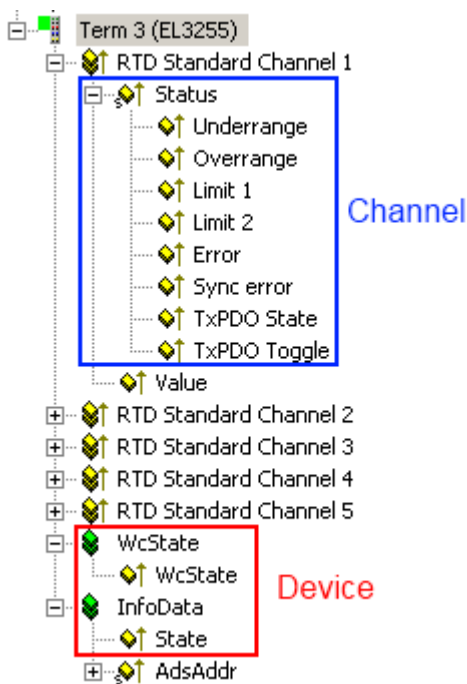 Term 3 (EL3255)
RTD Standard Channel 1
Status
Underrange
Overrange
Limit 1
Limit 2
Channel
Error
Sync error
TxPDO State
TxPDO Toggle
Value
RTD Standard Channel 2
RTD Standard Channel 3
RTD Standard Channel 4
RTD Standard Channel 5
WcState
WcState
Device
InfoData
State
AdsAddr